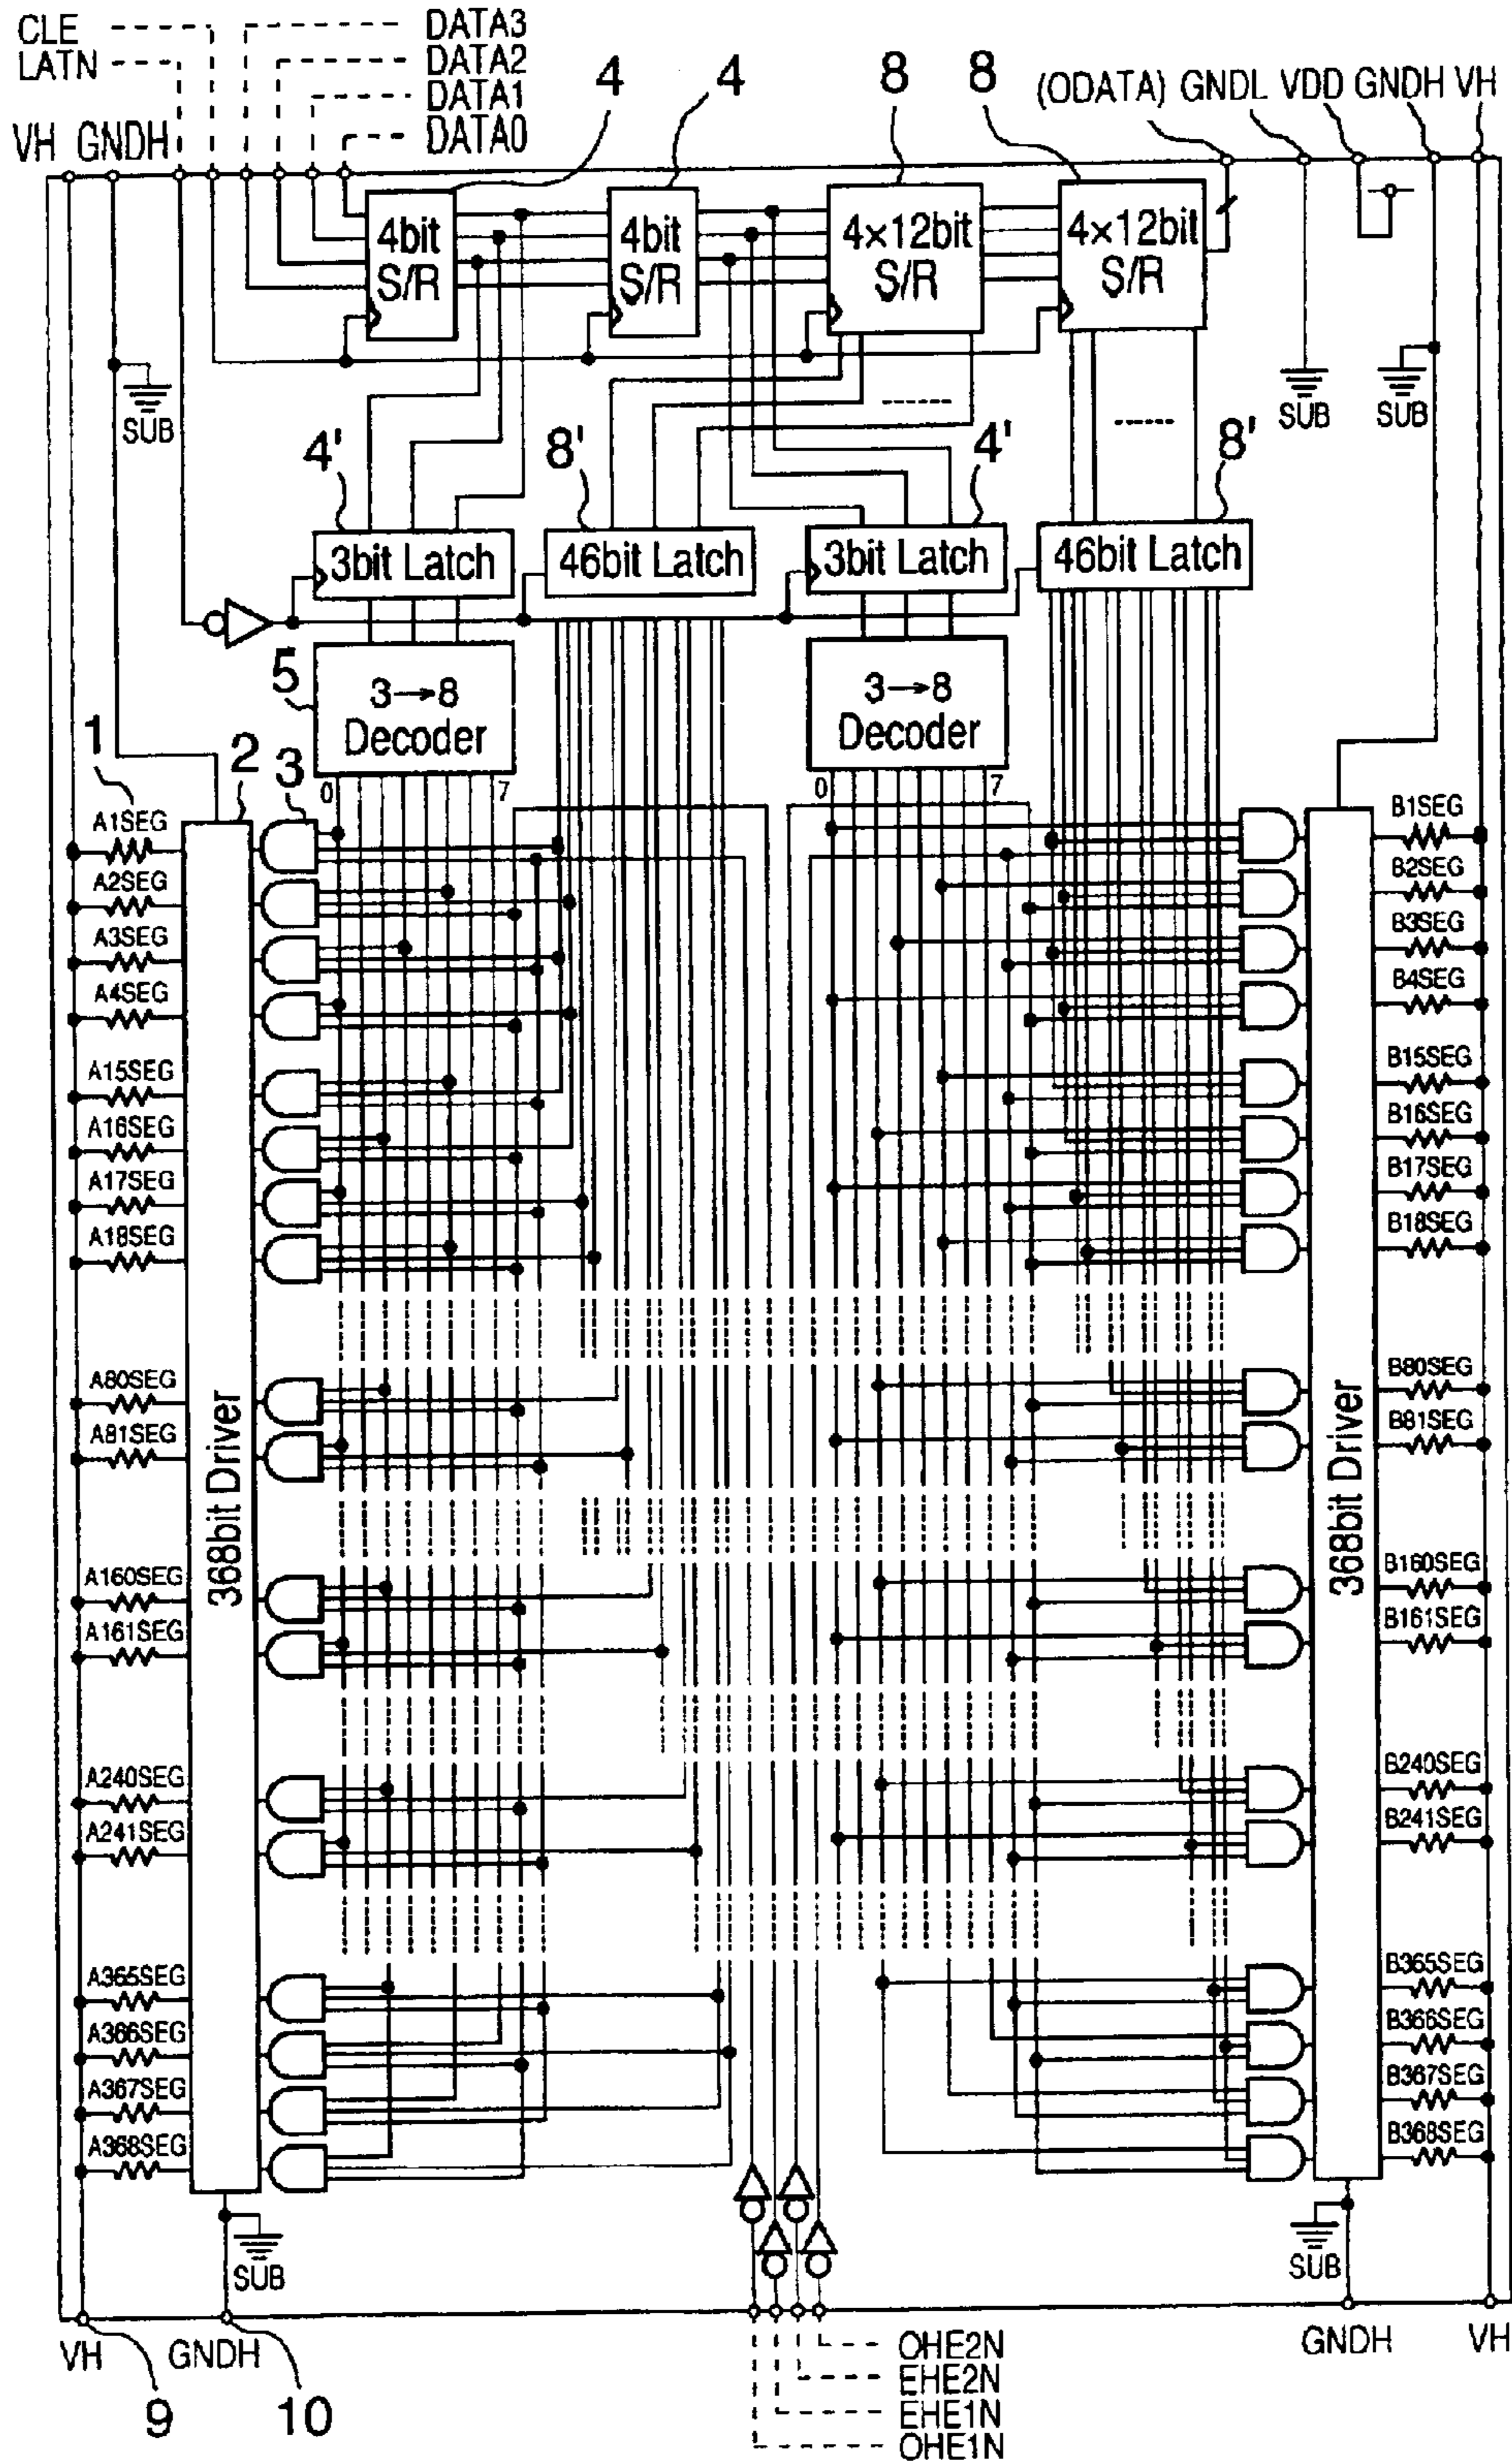 CLE
LATN
DATA3
DATA2
DATA1
DATA0
4
4
8
8
(ODATA) GNDL VDD GNDH VH
VH GNDH
4bit
S/R
4bit
S/R
4×12bit
S/R
4×12bit
S/R
SUB
SUB
SUB
4'
8'
4'
8'
3bit Latch
46bit Latch
3bit Latch
46bit Latch
5
3→8
Decoder
3→8
Decoder
0
7
0
7
1
2
3
A1SEG
A2SEG
A3SEG
A4SEG
A15SEG
A16SEG
A17SEG
A18SEG
A80SEG
A81SEG
A160SEG
A161SEG
A240SEG
A241SEG
A365SEG
A366SEG
A367SEG
A368SEG
368bit Driver
368bit Driver
B1SEG
B2SEG
B3SEG
B4SEG
B15SEG
B16SEG
B17SEG
B18SEG
B80SEG
B81SEG
B160SEG
B161SEG
B240SEG
B241SEG
B365SEG
B366SEG
B367SEG
B368SEG
SUB
SUB
VH
GNDH
GNDH
VH
9
10
OHE2N
EHE2N
EHE1N
OHE1N